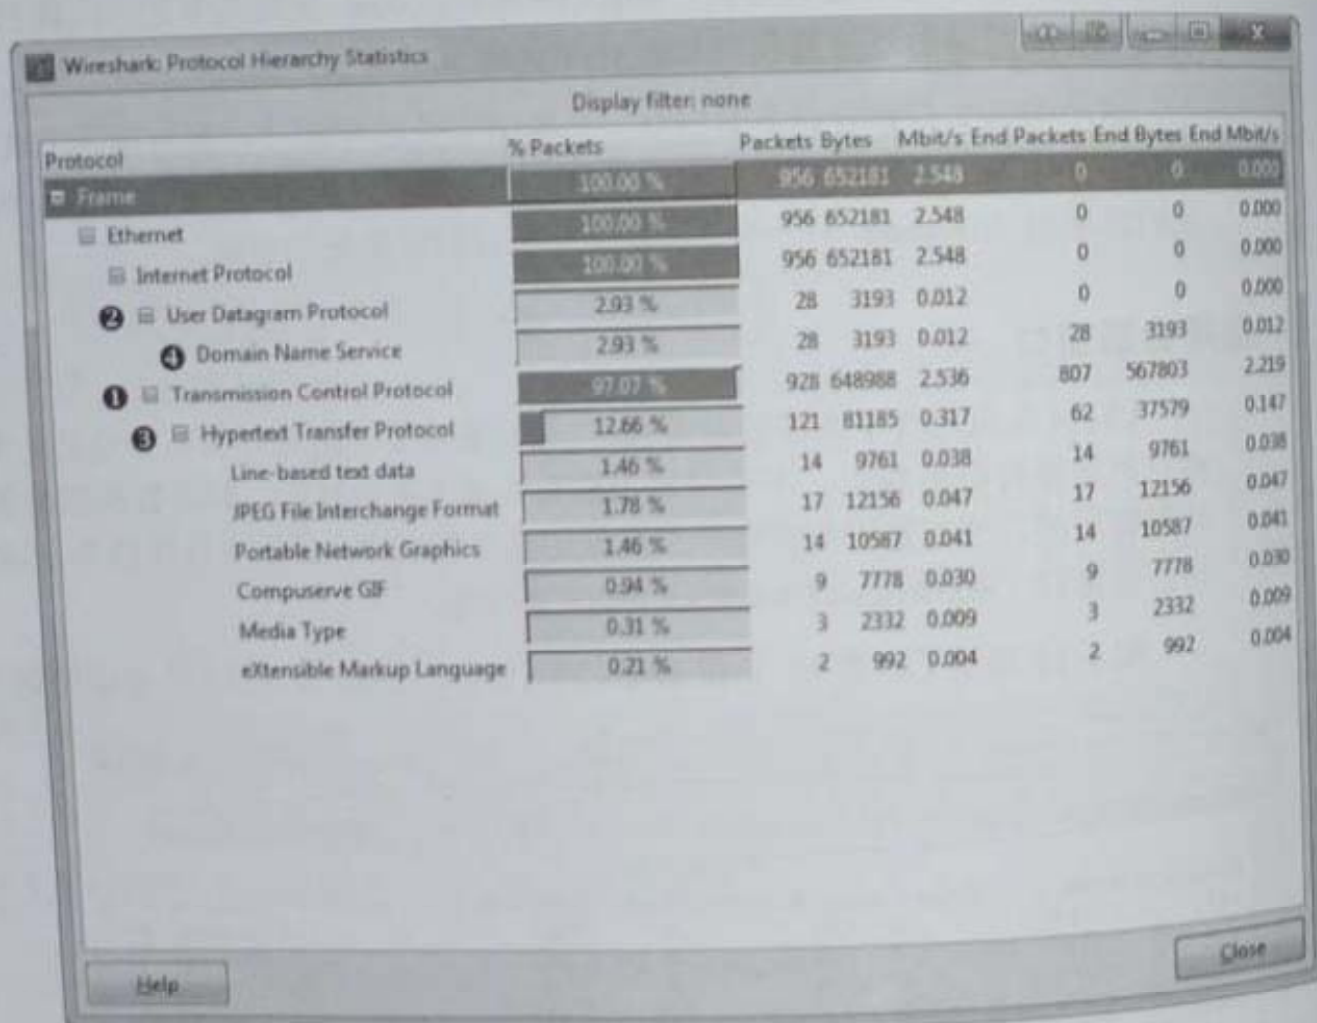 Wireshark: Protocol Hierarchy Statistics
Display filter: none
Protocol % Packets Packets Bytes Mbit/s End Packets End Bytes End Mbit/s
Frame 100.00 % 956 652181 2.548 0 0 0.000
Ethernet 100.00 % 956 652181 2.548 0 0 0.000
Internet Protocol 100.00 % 956 652181 2.548 0 0 0.000
2 User Datagram Protocol 2.93 % 28 3193 0.012 0 0 0.000
4 Domain Name Service 2.93 % 28 3193 0.012 28 3193 0.012
1 Transmission Control Protocol 97.07 % 928 648988 2.536 807 567803 2.219
3 Hypertext Transfer Protocol 12.66 % 121 81185 0.317 62 37579 0.147
Line-based text data 1.46 % 14 9761 0.038 14 9761 0.038
JPEG File Interchange Format 1.78 % 17 12156 0.047 17 12156 0.047
Portable Network Graphics 1.46 % 14 10587 0.041 14 10587 0.041
Compuserve GIF 0.94 % 9 7778 0.030 9 7778 0.030
Media Type 0.31 % 3 2332 0.009 3 2332 0.009
eXtensible Markup Language 0.21 % 2 992 0.004 2 992 0.004
Help Close